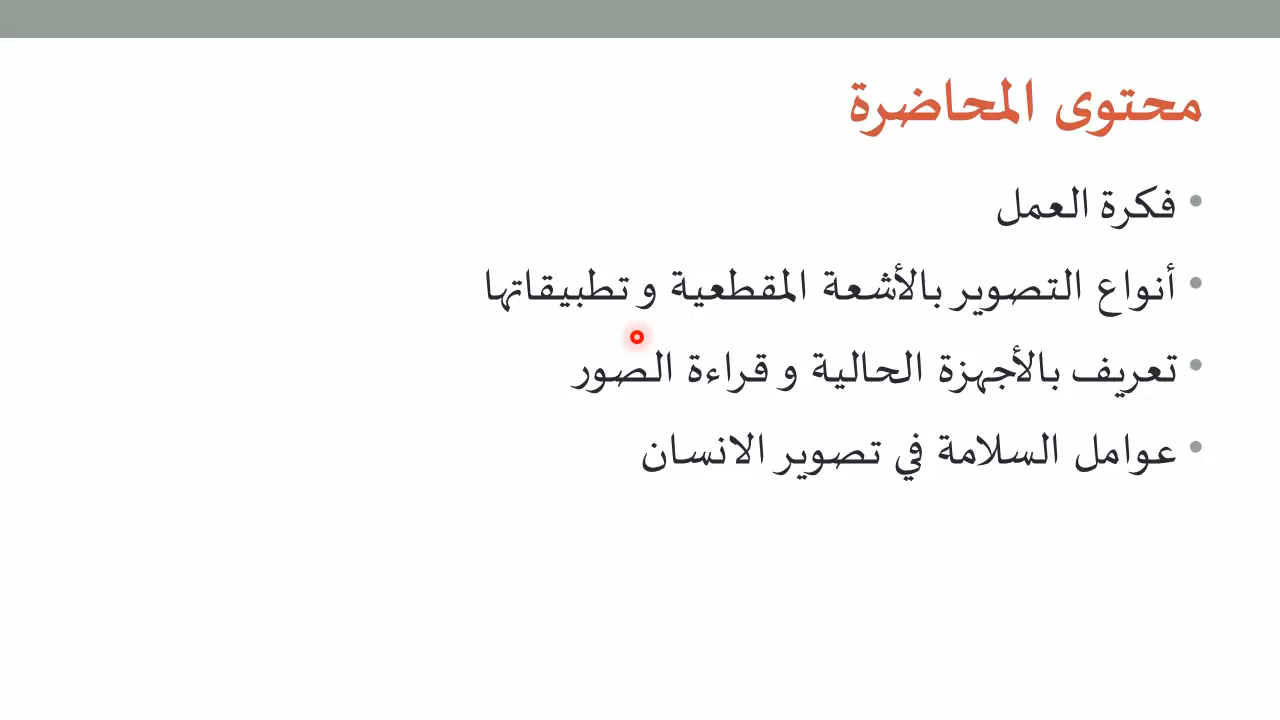 محتوى المحاضرة
• فكرة العمل
• أنواع التصوير بالأشعة المقطعية و تطبيقاتها
• تعريف بالأجهزة الحالية و قراءة الصور
• عوامل السلامة في تصوير الانسان